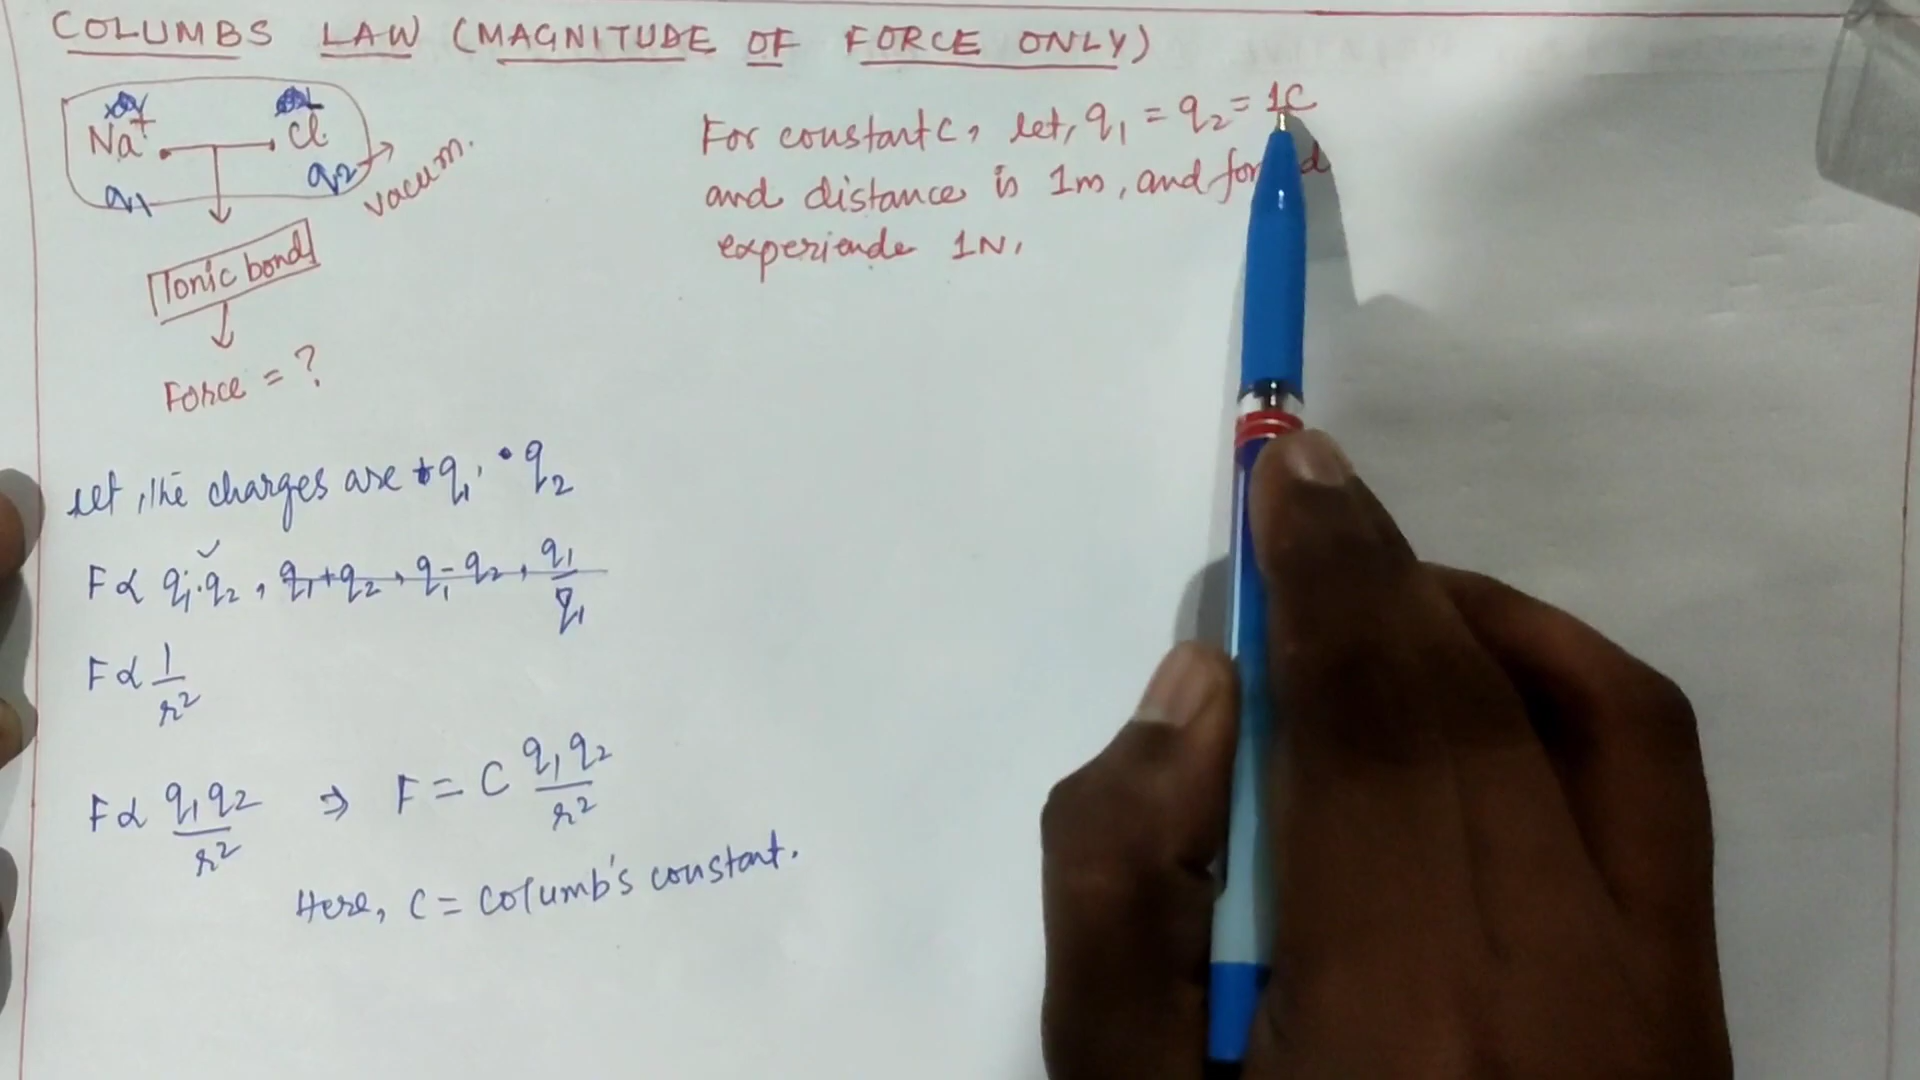 COLUMBS LAW (MAGNITUDE OF FORCE ONLY)
Na+ Cl
q1 q2
vacum.
Ionic bond
Force = ?
Let, the charges are +q1 • q2
F ∝ q1.q2, q1+q2, q1-q2, q1/q1
F ∝ 1/r²
F ∝ q1q2/r² ⇒ F = C q1q2/r²
Here, C = Columb's constant.
For constant C, let, q1 = q2 = 1C
and distance is 1m, and
experiende 1N,